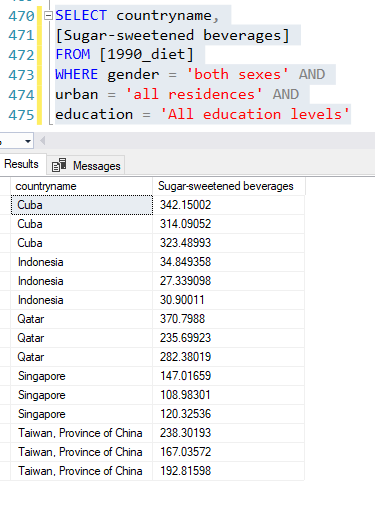 470 SELECT countryname,
471 [Sugar-sweetened beverages]
472 FROM [1990_diet]
473 WHERE gender = 'both sexes' AND
474 urban = 'all residences' AND
475 education = 'All education levels'
Results Messages
countryname Sugar-sweetened beverages
Cuba 342.15002
Cuba 314.09052
Cuba 323.48993
Indonesia 34.849358
Indonesia 27.339098
Indonesia 30.90011
Qatar 370.7988
Qatar 235.69923
Qatar 282.38019
Singapore 147.01659
Singapore 108.98301
Singapore 120.32536
Taiwan, Province of China 238.30193
Taiwan, Province of China 167.03572
Taiwan, Province of China 192.81598